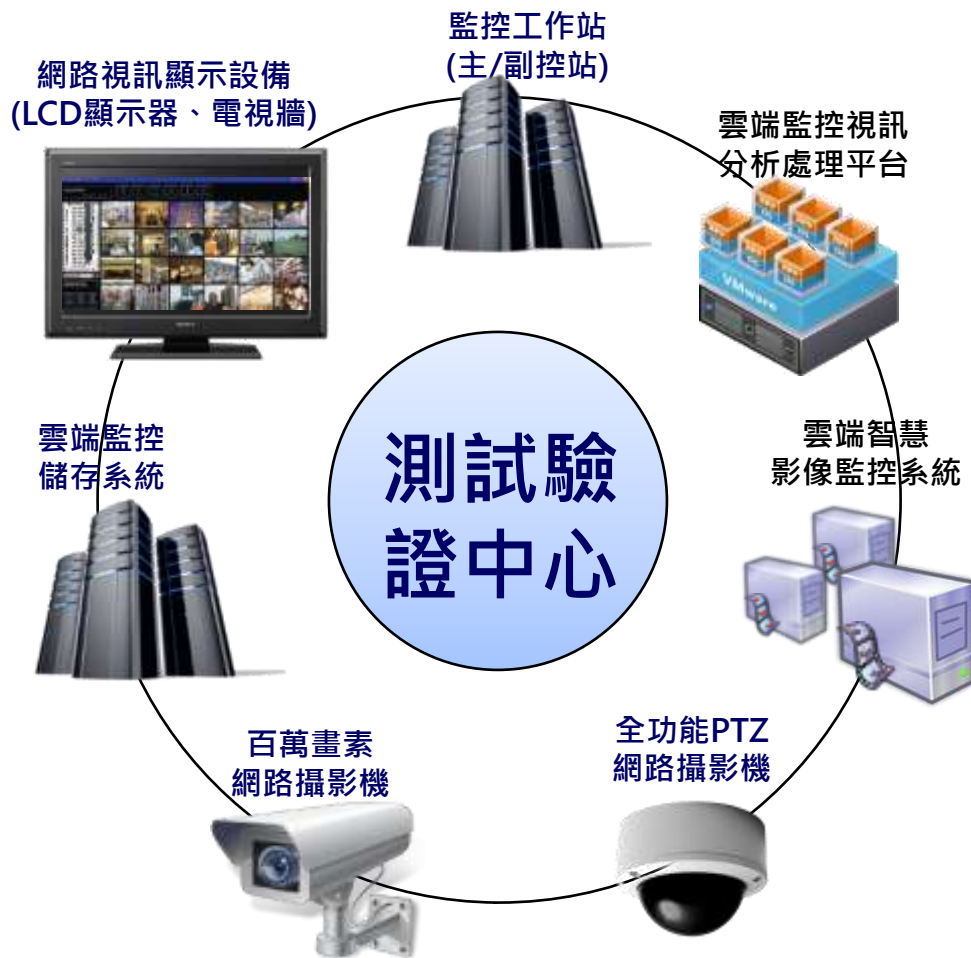 監控工作站
(主/副控站)
網路視訊顯示設備
(LCD顯示器、電視牆)
雲端監控視訊
分析處理平台
VMware
雲端監控
儲存系統
測試驗
證中心
雲端智慧
影像監控系統
百萬畫素
網路攝影機
全功能PTZ
網路攝影機